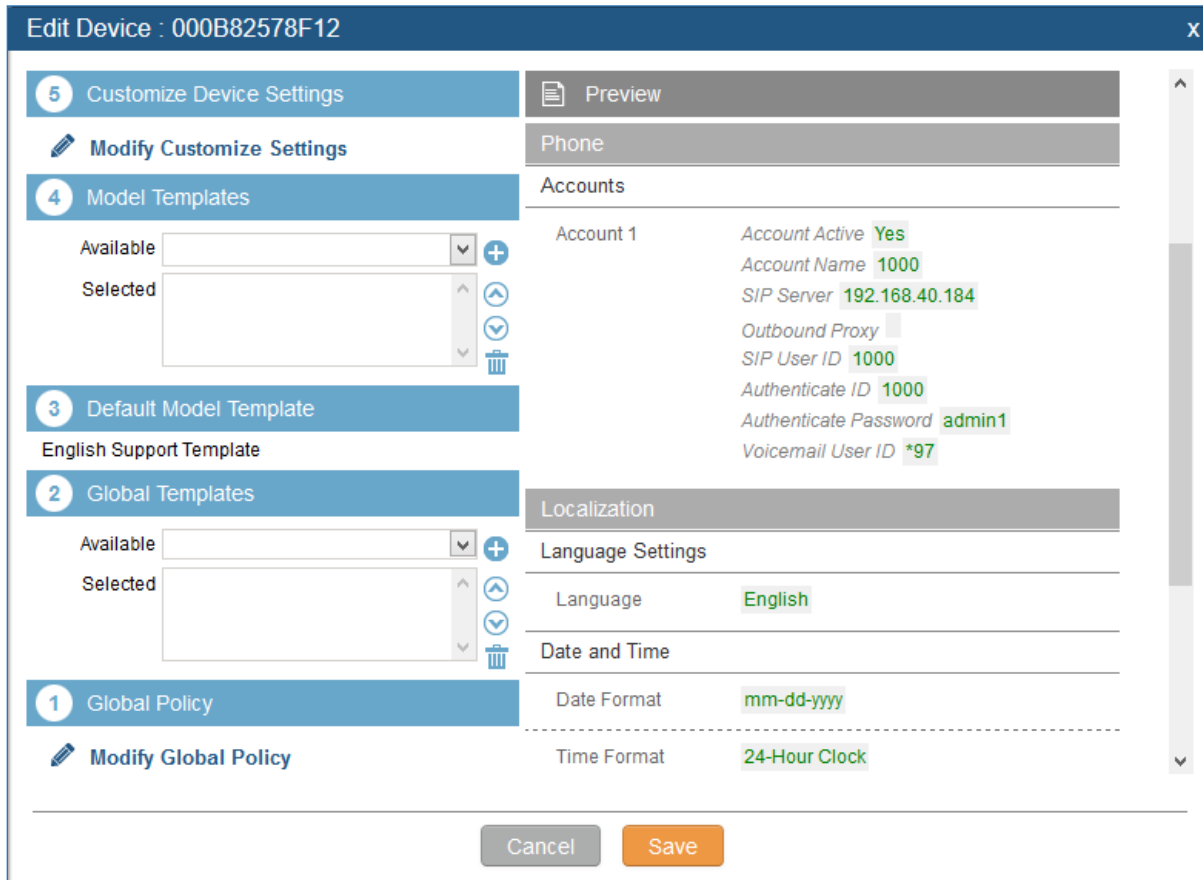 Edit Device : 000B82578F12 x
5 Customize Device Settings
Modify Customize Settings
4 Model Templates
Available
Selected
3 Default Model Template
English Support Template
2 Global Templates
Available
Selected
1 Global Policy
Modify Global Policy
Preview
Phone
Accounts
Account 1
Account Active Yes
Account Name 1000
SIP Server 192.168.40.184
Outbound Proxy
SIP User ID 1000
Authenticate ID 1000
Authenticate Password admin1
Voicemail User ID *97
Localization
Language Settings
Language English
Date and Time
Date Format mm-dd-yyyy
Time Format 24-Hour Clock
Cancel Save